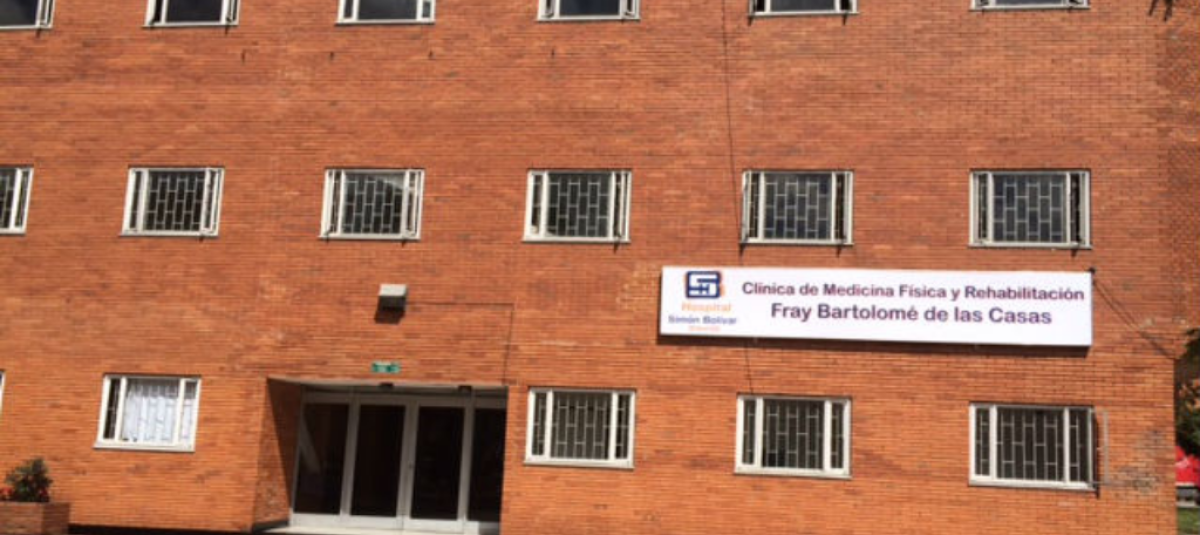 Hospital
Simón Bolívar
Clínica de Medicina Física y Rehabilitación
Fray Bartolomé de las Casas